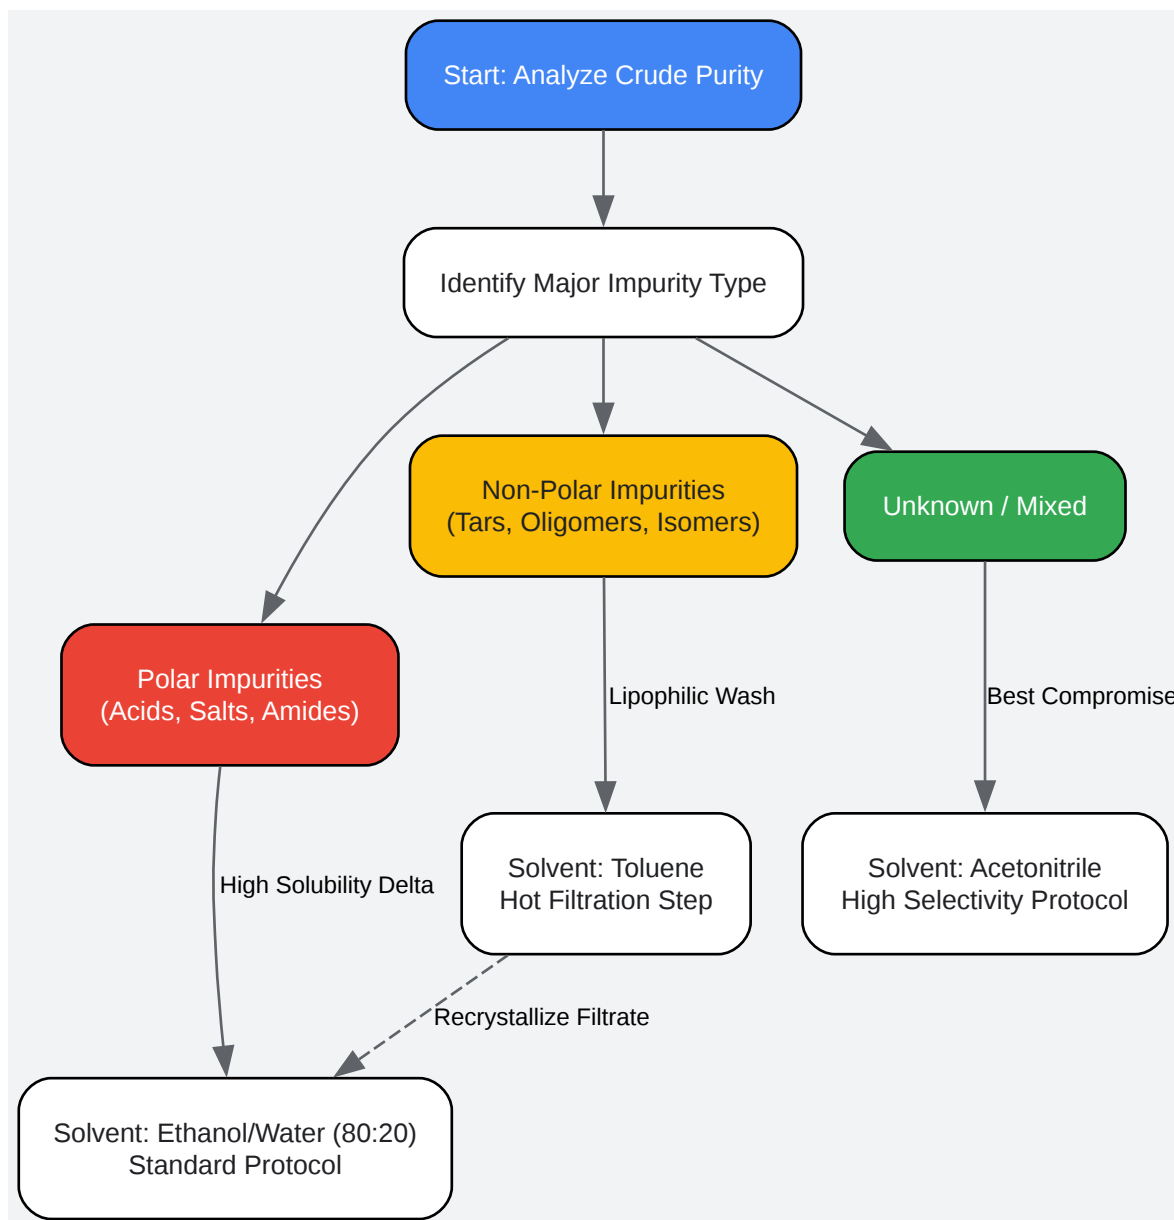 Start: Analyze Crude Purity
Identify Major Impurity Type
Non-Polar Impurities
(Tars, Oligomers, Isomers)
Unknown / Mixed
Polar Impurities
(Acids, Salts, Amides)
Lipophilic Wash
Best Compromise
High Solubility Delta
Solvent: Toluene
Hot Filtration Step
Solvent: Acetonitrile
High Selectivity Protocol
Recrystallize Filtrate
Solvent: Ethanol/Water (80:20)
Standard Protocol